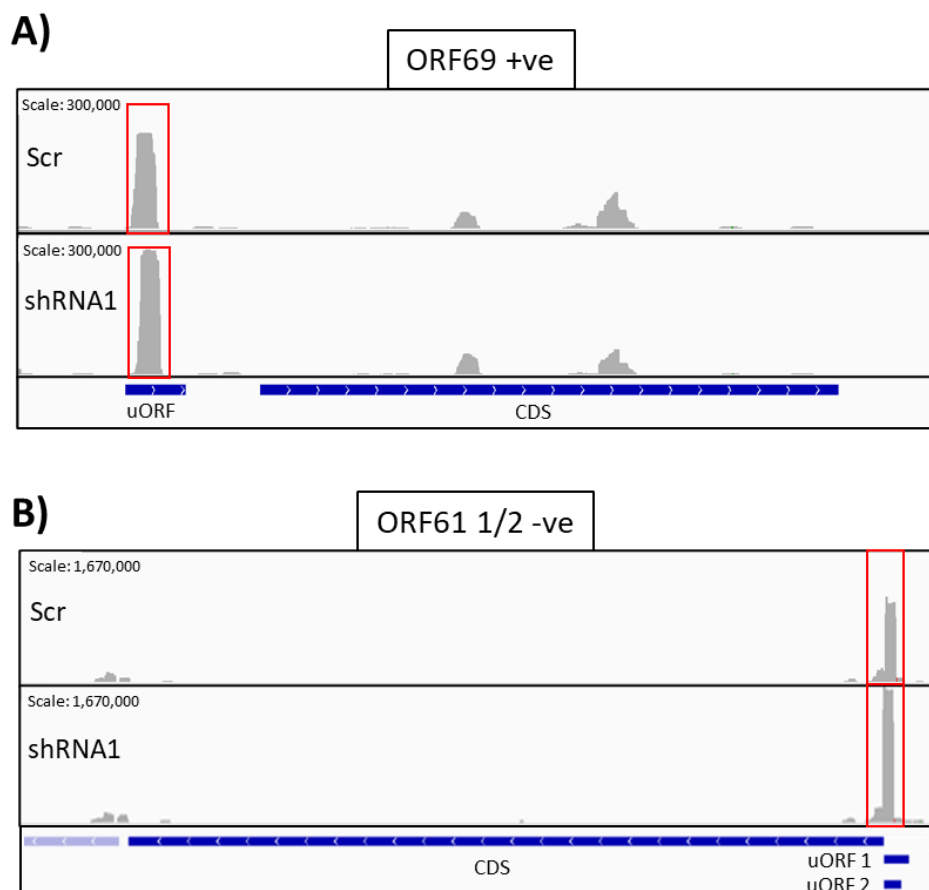 A)
ORF69 +ve
Scale: 300,000
Scr
Scale: 300,000
shRNA1
uORF
CDS
B)
ORF61 1/2 -ve
Scale: 1,670,000
Scr
Scale: 1,670,000
shRNA1
uORF 1
CDS
uORF 2